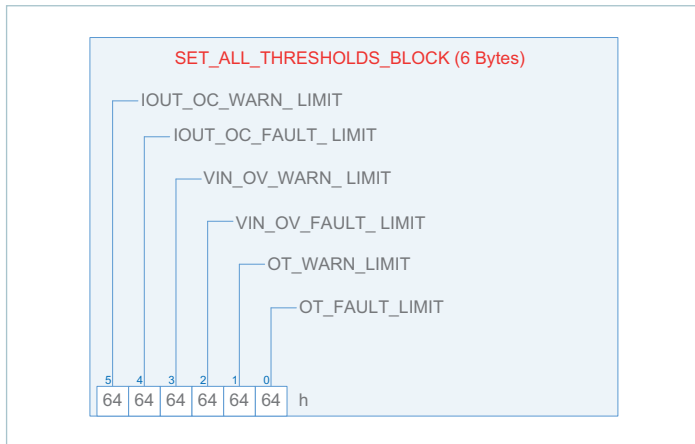 SET_ALL_THRESHOLDS_BLOCK (6 Bytes)
IOUT_OC_WARN_ LIMIT
IOUT_OC_FAULT_ LIMIT
VIN_OV_WARN_ LIMIT
VIN_OV_FAULT_ LIMIT
OT_WARN_LIMIT
OT_FAULT_LIMIT
5 4 3 2 1 0
64 64 64 64 64 64 h